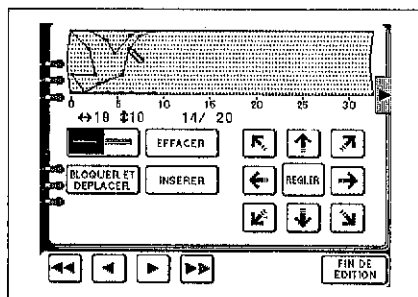 0 5 10 15 20 25 30
↔19 ↕10 14/ 20
EFFACER
BLOQUER ET
DEPLACER
INSERER
REGLER
FIN DE
EDITION